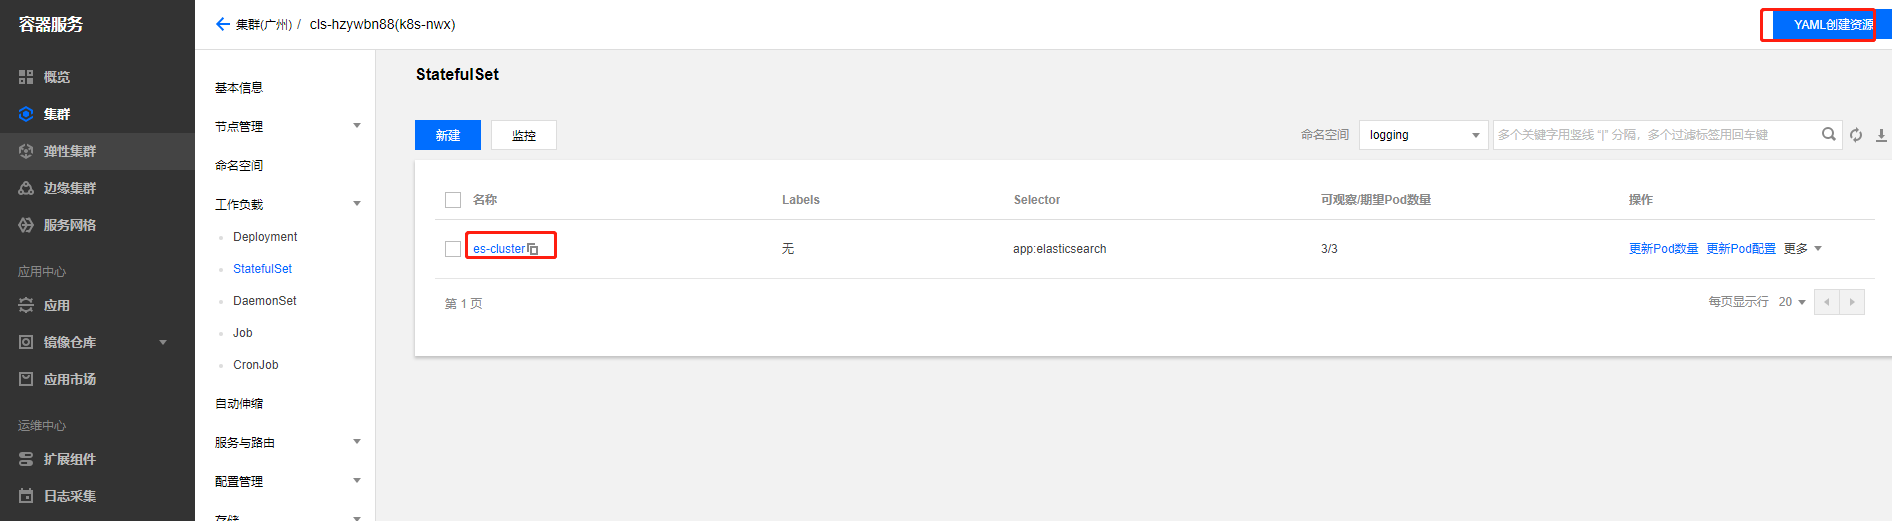 容器服务
概览
集群
弹性集群
边缘集群
服务网格
应用中心
应用
镜像仓库
应用市场
运维中心
扩展组件
日志采集
集群(广州) / cls-hzywbn88(k8s-nwx)
YAML创建资源
基本信息
节点管理
命名空间
工作负载
Deployment
StatefulSet
DaemonSet
Job
CronJob
自动伸缩
服务与路由
配置管理
存储
StatefulSet
新建 监控
命名空间 logging 多个关键字用竖线 "|" 分隔，多个过滤标签用回车键
名称 Labels Selector 可观察/期望Pod数量 操作
es-cluster 无 app:elasticsearch 3/3 更新Pod数量 更新Pod配置 更多
第 1 页 每页显示行 20